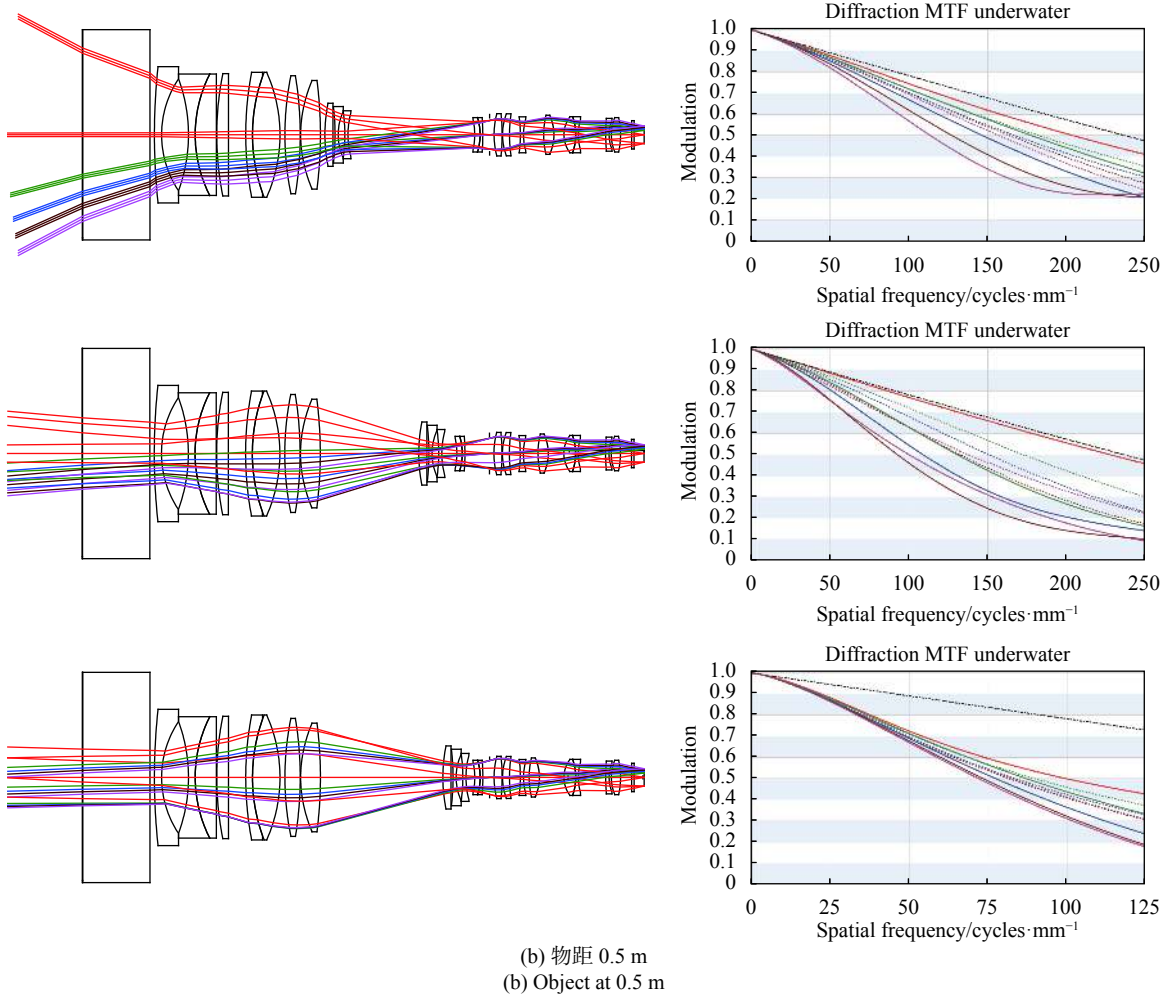 Diffraction MTF underwater
1.0
0.9
0.8
0.7
0.6
0.5
0.4
0.3
0.2
0.1
0
Modulation
0 50 100 150 200 250
Spatial frequency/cycles·mm⁻¹
Diffraction MTF underwater
1.0
0.9
0.8
0.7
0.6
0.5
0.4
0.3
0.2
0.1
0
Modulation
0 50 100 150 200 250
Spatial frequency/cycles·mm⁻¹
Diffraction MTF underwater
1.0
0.9
0.8
0.7
0.6
0.5
0.4
0.3
0.2
0.1
0
Modulation
0 25 50 75 100 125
Spatial frequency/cycles·mm⁻¹
(b) 物距 0.5 m
(b) Object at 0.5 m